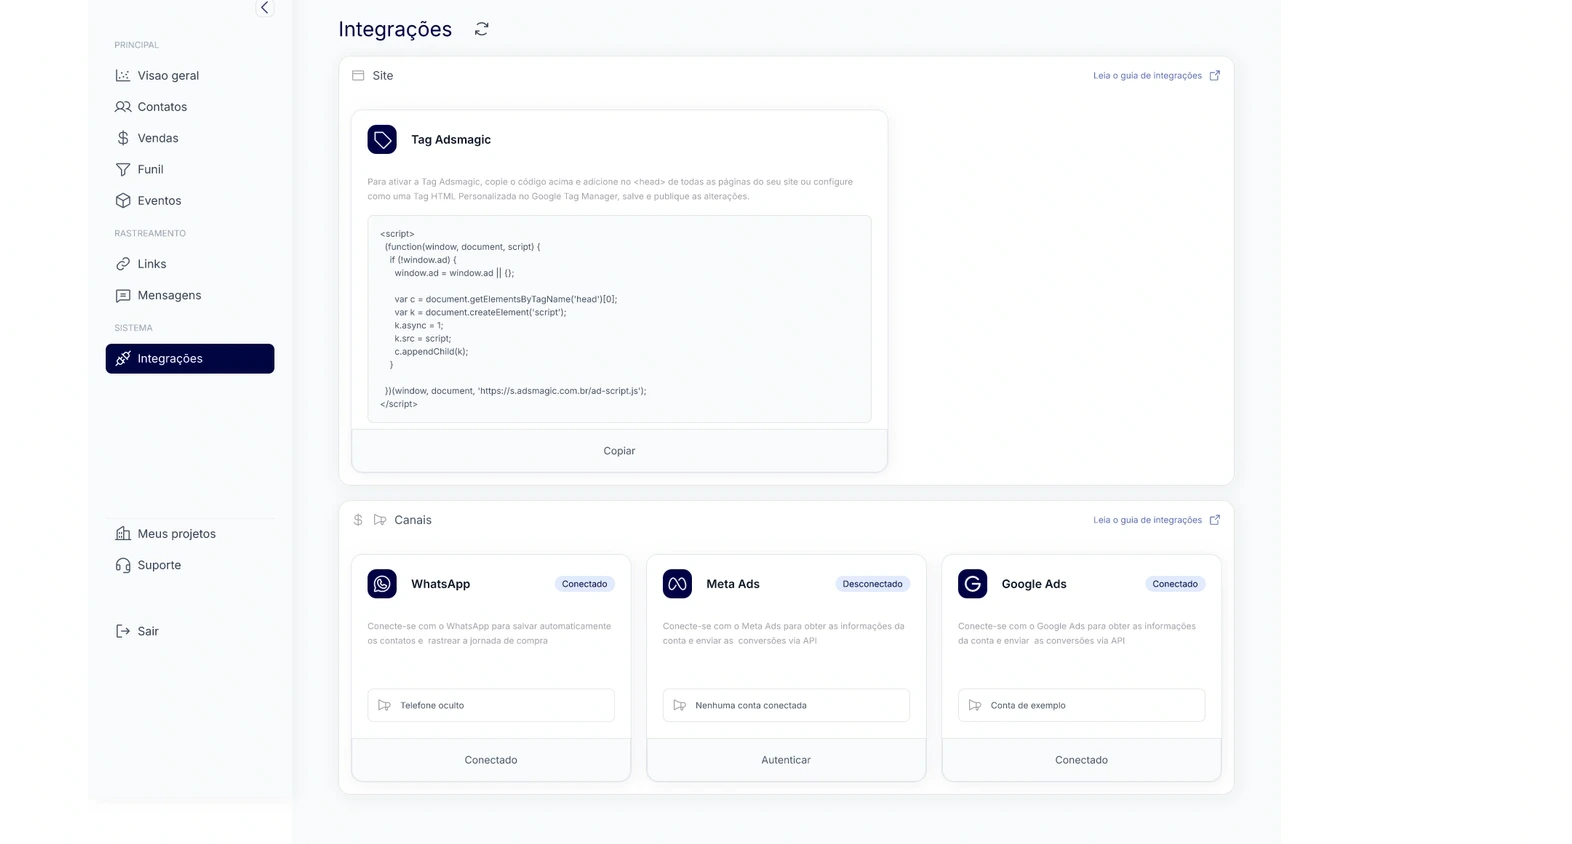 PRINCIPAL
Visao geral
Contatos
Vendas
Funil
Eventos
RASTREAMENTO
Links
Mensagens
SISTEMA
Integrações
Meus projetos
Suporte
Sair
Integrações
Site
Leia o guia de integrações
Tag Adsmagic
Para ativar a Tag Adsmagic, copie o código acima e adicione no <head> de todas as páginas do seu site ou configure
como uma Tag HTML Personalizada no Google Tag Manager, salve e publique as alterações.
<script>
(function(window, document, script) {
if (!window.ad) {
window.ad = window.ad || {};
var c = document.getElementsByTagName('head')[0];
var k = document.createElement('script');
k.async = 1;
k.src = script;
c.appendChild(k);
}
})(window, document, 'https://s.adsmagic.com.br/ad-script.js');
</script>
Copiar
Canais
Leia o guia de integrações
WhatsApp
Conectado
Conecte-se com o WhatsApp para salvar automaticamente
os contatos e rastrear a jornada de compra
Telefone oculto
Conectado
Meta Ads
Desconectado
Conecte-se com o Meta Ads para obter as informações da
conta e enviar as conversões via API
Nenhuma conta conectada
Autenticar
Google Ads
Conectado
Conecte-se com o Google Ads para obter as informações
da conta e enviar as conversões via API
Conta de exemplo
Conectado